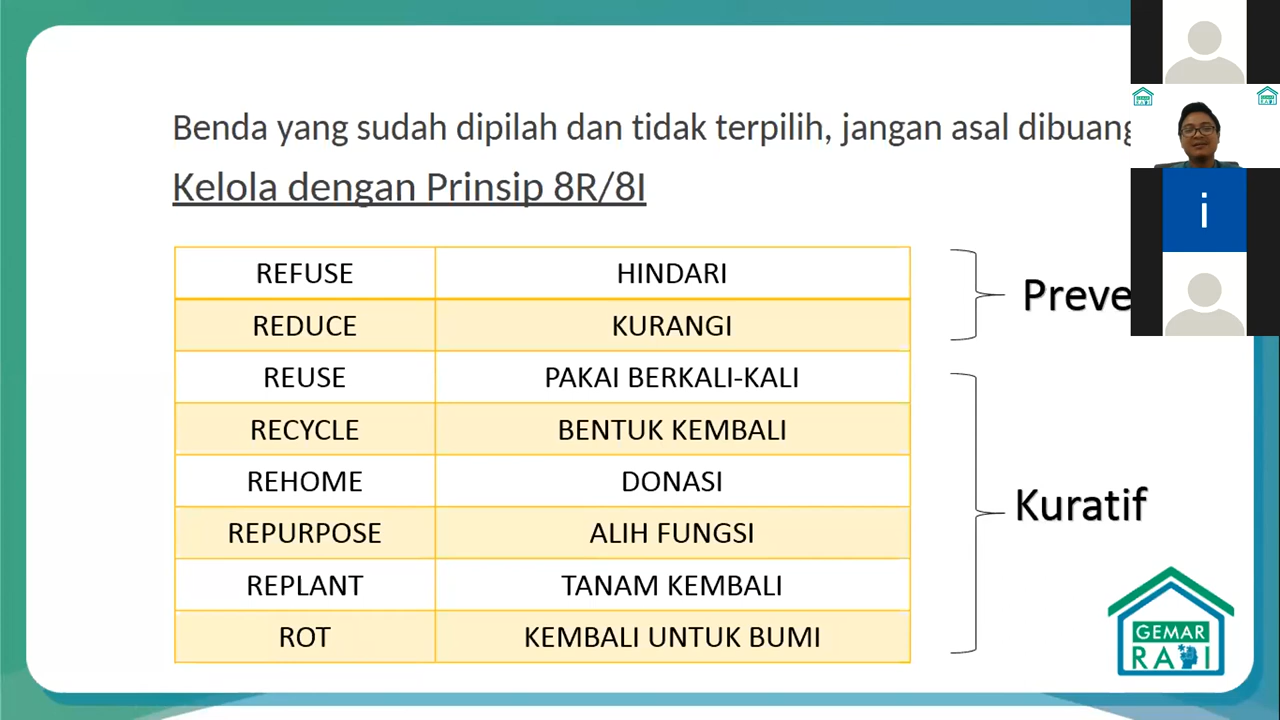 Benda yang sudah dipilah dan tidak terpilih, jangan asal dibuang
Kelola dengan Prinsip 8R/8I
REFUSE HINDARI
REDUCE KURANGI
REUSE PAKAI BERKALI-KALI
RECYCLE BENTUK KEMBALI
REHOME DONASI
REPURPOSE ALIH FUNGSI
REPLANT TANAM KEMBALI
ROT KEMBALI UNTUK BUMI
Preve
Kuratif
i
GEMAR
RAPI